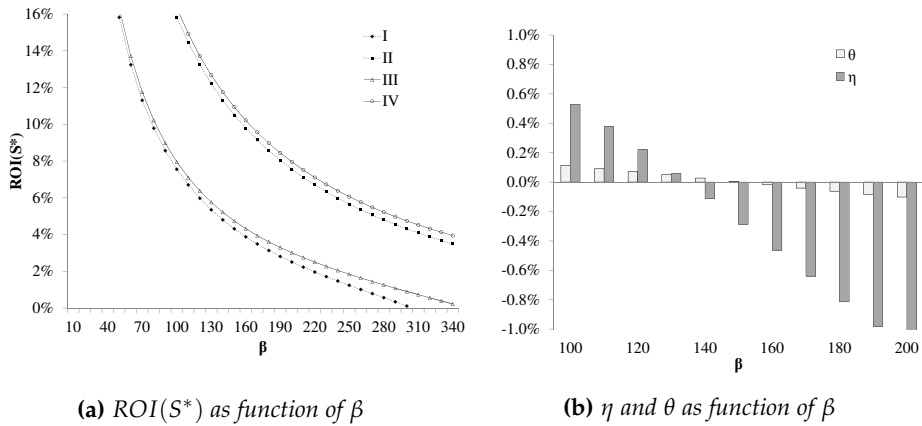 16%
14%
12%
10%
8%
6%
4%
2%
0%
ROI(S*)
10 40 70 100 130 160 190 220 250 280 310 340
β
I
II
III
IV
1.0%
0.8%
0.6%
0.4%
0.2%
0.0%
-0.2%
-0.4%
-0.6%
-0.8%
-1.0%
θ
η
100 120 140 160 180 200
β
(a) ROI(S*) as function of β
(b) η and θ as function of β